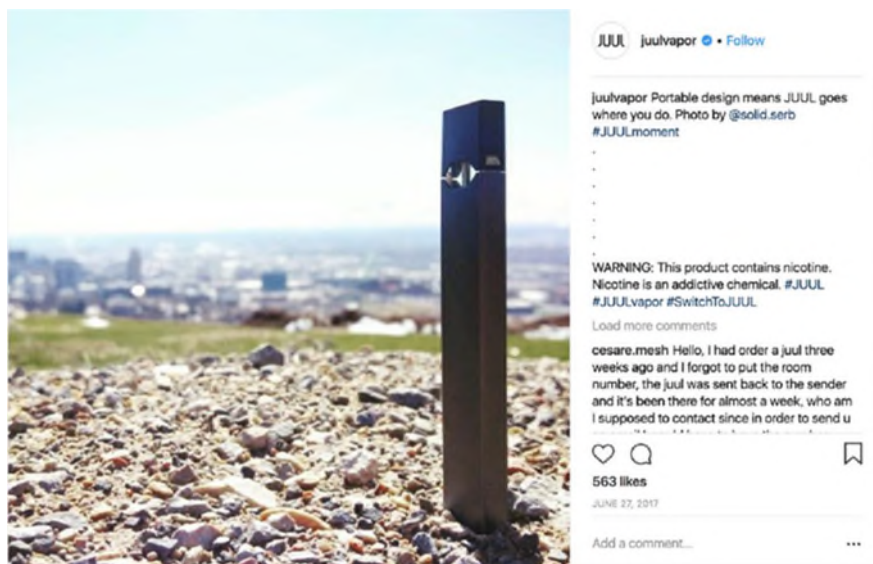 JUUL
juulvapor • Follow
juulvapor Portable design means JUUL goes
where you do. Photo by @solid.serb
#JUULmoment
.
.
.
.
.
.
.
WARNING: This product contains nicotine.
Nicotine is an addictive chemical. #JUUL
#JUULvapor #SwitchToJUUL
Load more comments
cesare.mesh Hello, I had order a juul three
weeks ago and I forgot to put the room
number, the juul was sent back to the sender
and it's been there for almost a week, who am
I supposed to contact since in order to send u
563 likes
JUNE 27, 2017
Add a comment...